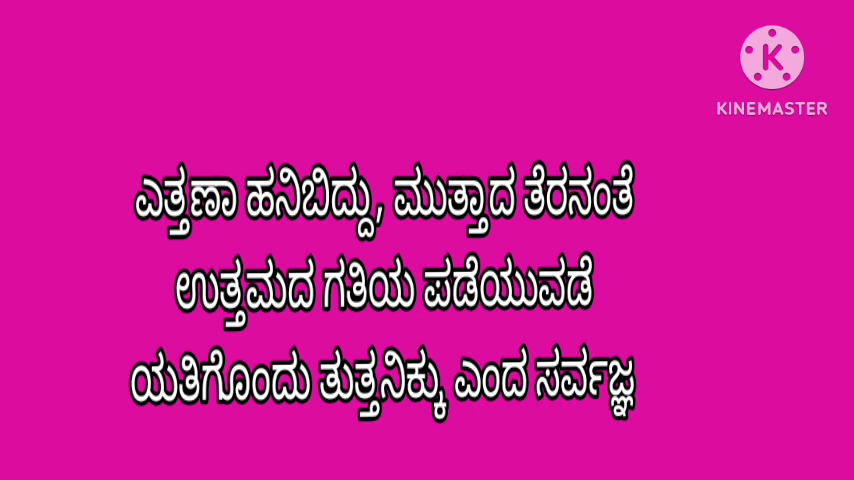 KINEMASTER
ಎತ್ತಣಾ ಹನಿಬಿದ್ದು, ಮುತ್ತಾದ ತೆರನಂತೆ
ಉತ್ತಮದ ಗತಿಯ ಪಡೆಯುವಡೆ
ಯತಿಗೊಂದು ತುತ್ತನಿಕ್ಕು ಎಂದ ಸರ್ವಜ್ಞ